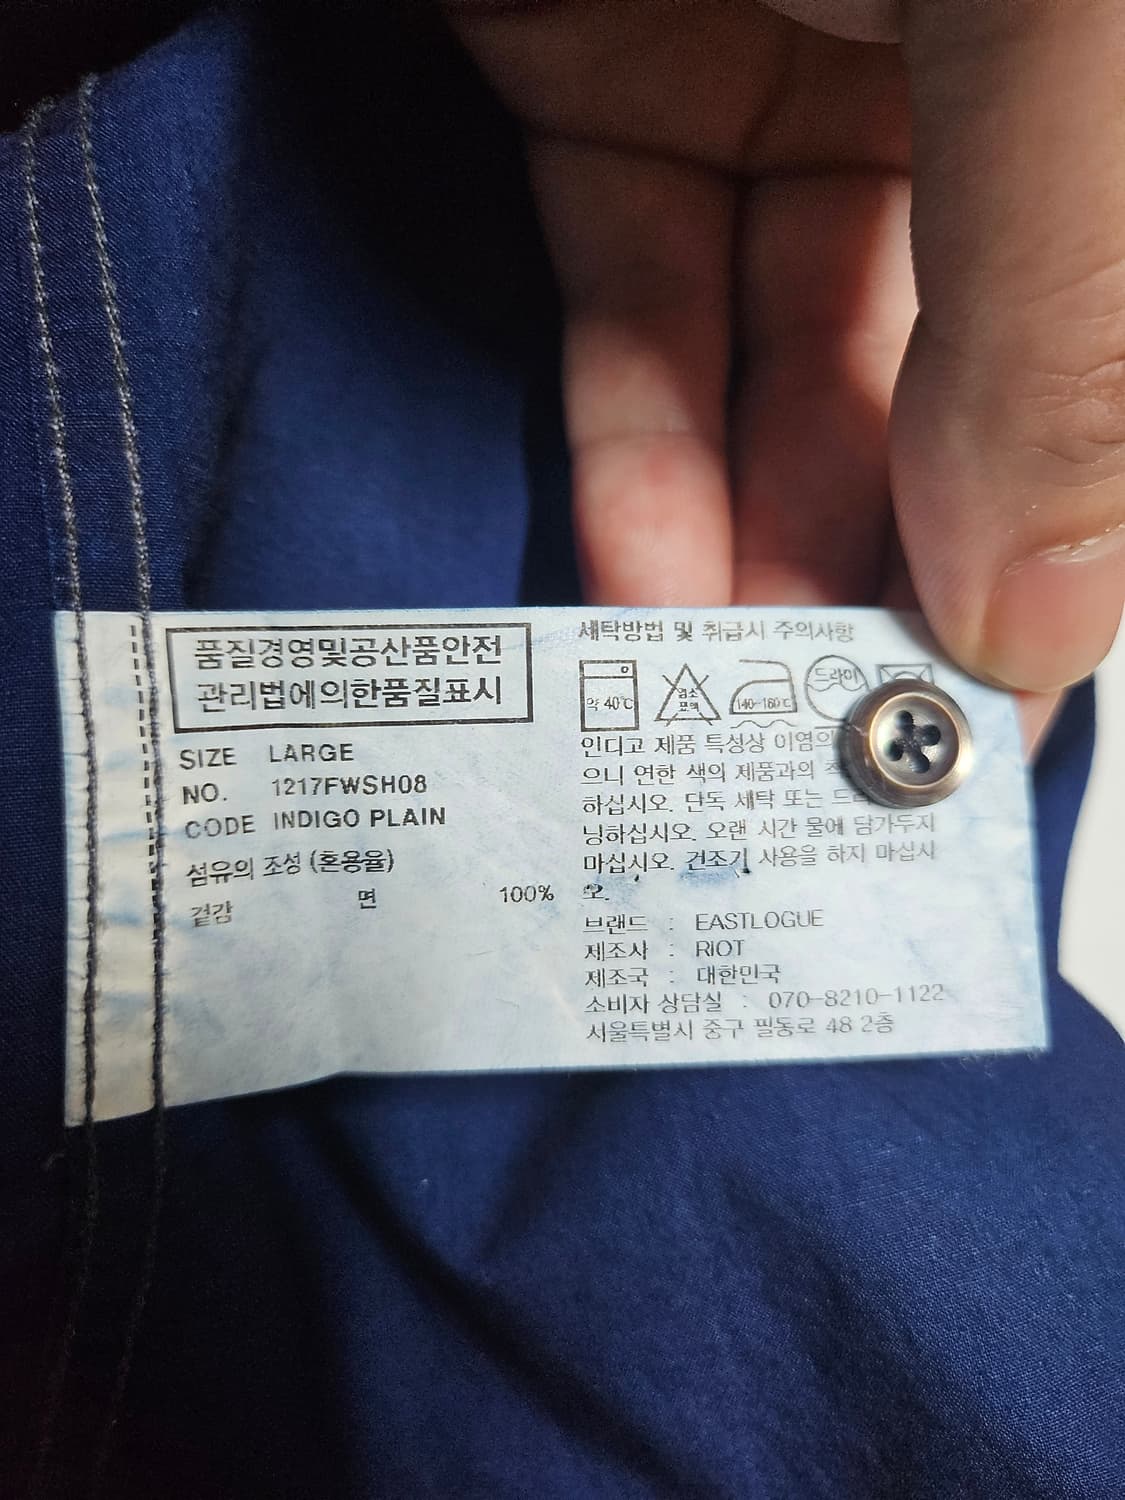 품질경영및공산품안전
관리법에의한품질표시
SIZE LARGE
NO. 1217FWSH08
CODE INDIGO PLAIN
섬유의 조성 (혼용율)
겉감 면 100%
세탁방법 및 취급시 주의사항
약 40℃
염소
표백
140~160℃
드라이
인디고 제품 특성상 이염의
으니 연한 색의 제품과의
하십시오. 단독 세탁 또는
닝하십시오. 오랜 시간 물에 담가두지
마십시오. 건조기 사용을 하지 마십시
오.
브랜드 : EASTLOGUE
제조사 : RIOT
제조국 : 대한민국
소비자 상담실 : 070-8210-1122
서울특별시 중구 필동로 48 2층